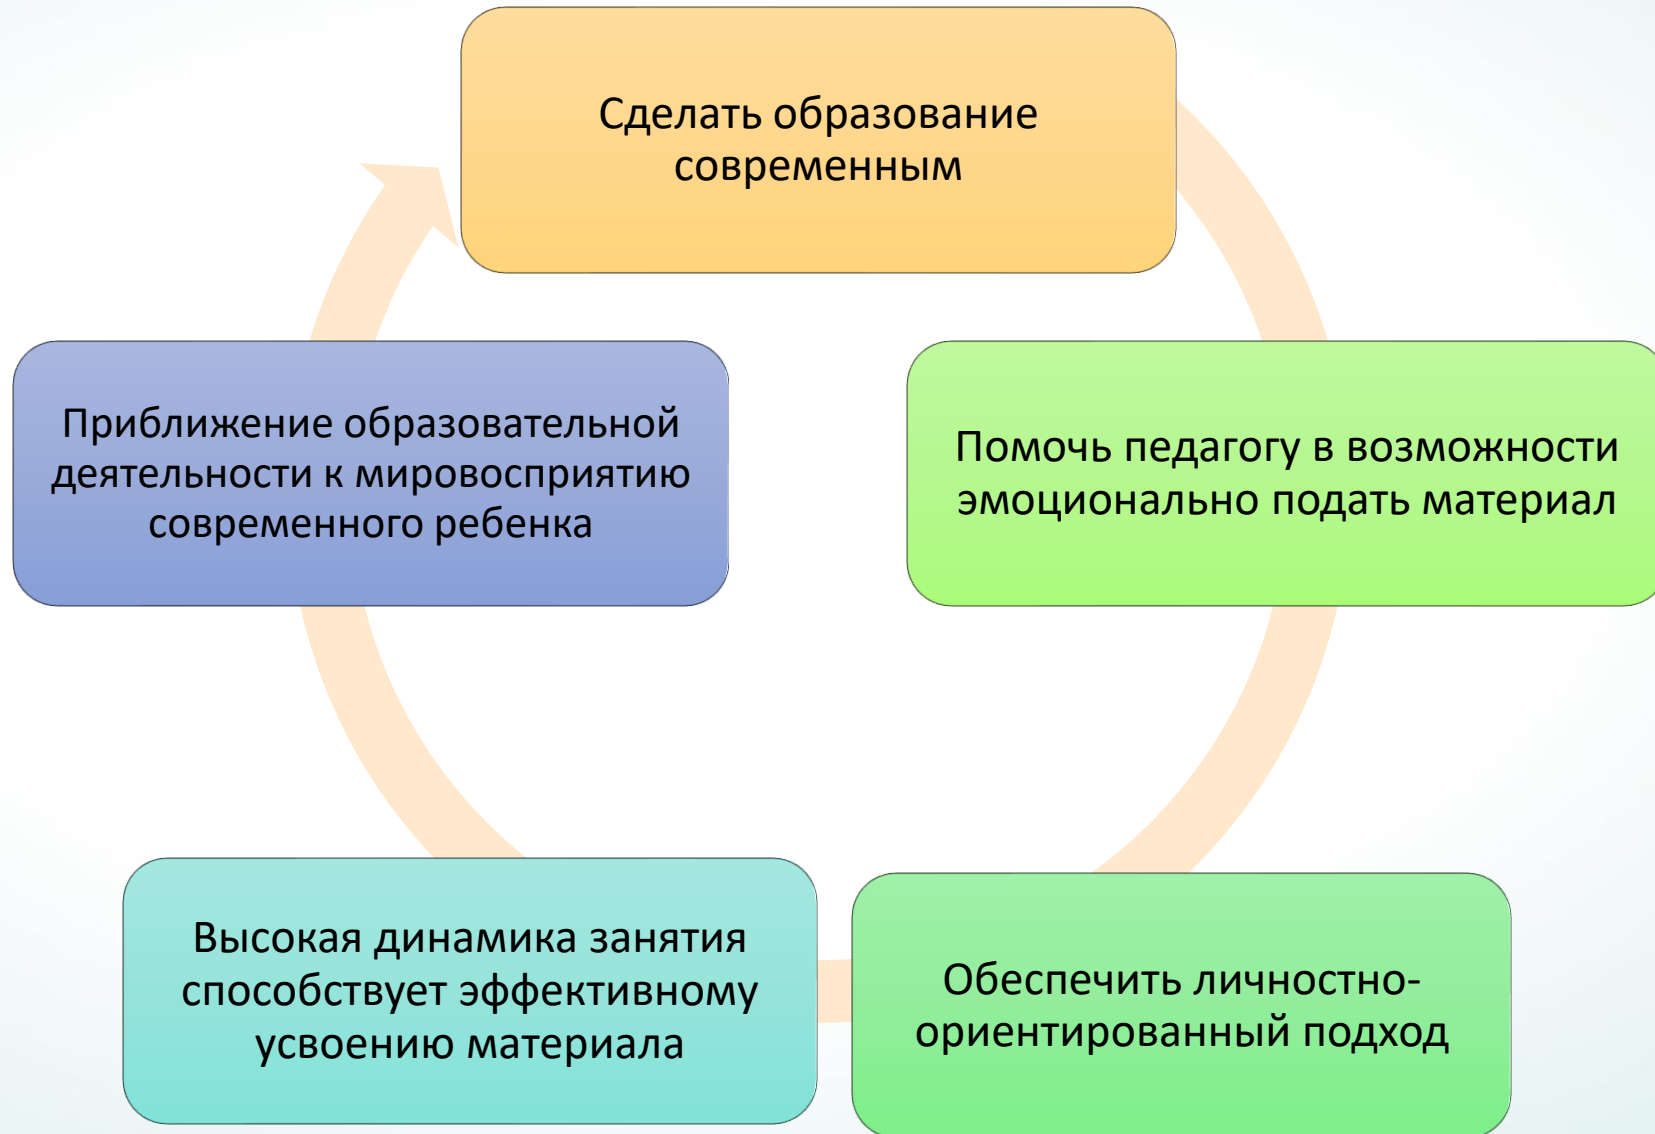 Сделать образование
современным
Помочь педагогу в возможности
эмоционально подать материал
Обеспечить личностно-
ориентированный подход
Высокая динамика занятия
способствует эффективному
усвоению материала
Приближение образовательной
деятельности к мировосприятию
современного ребенка